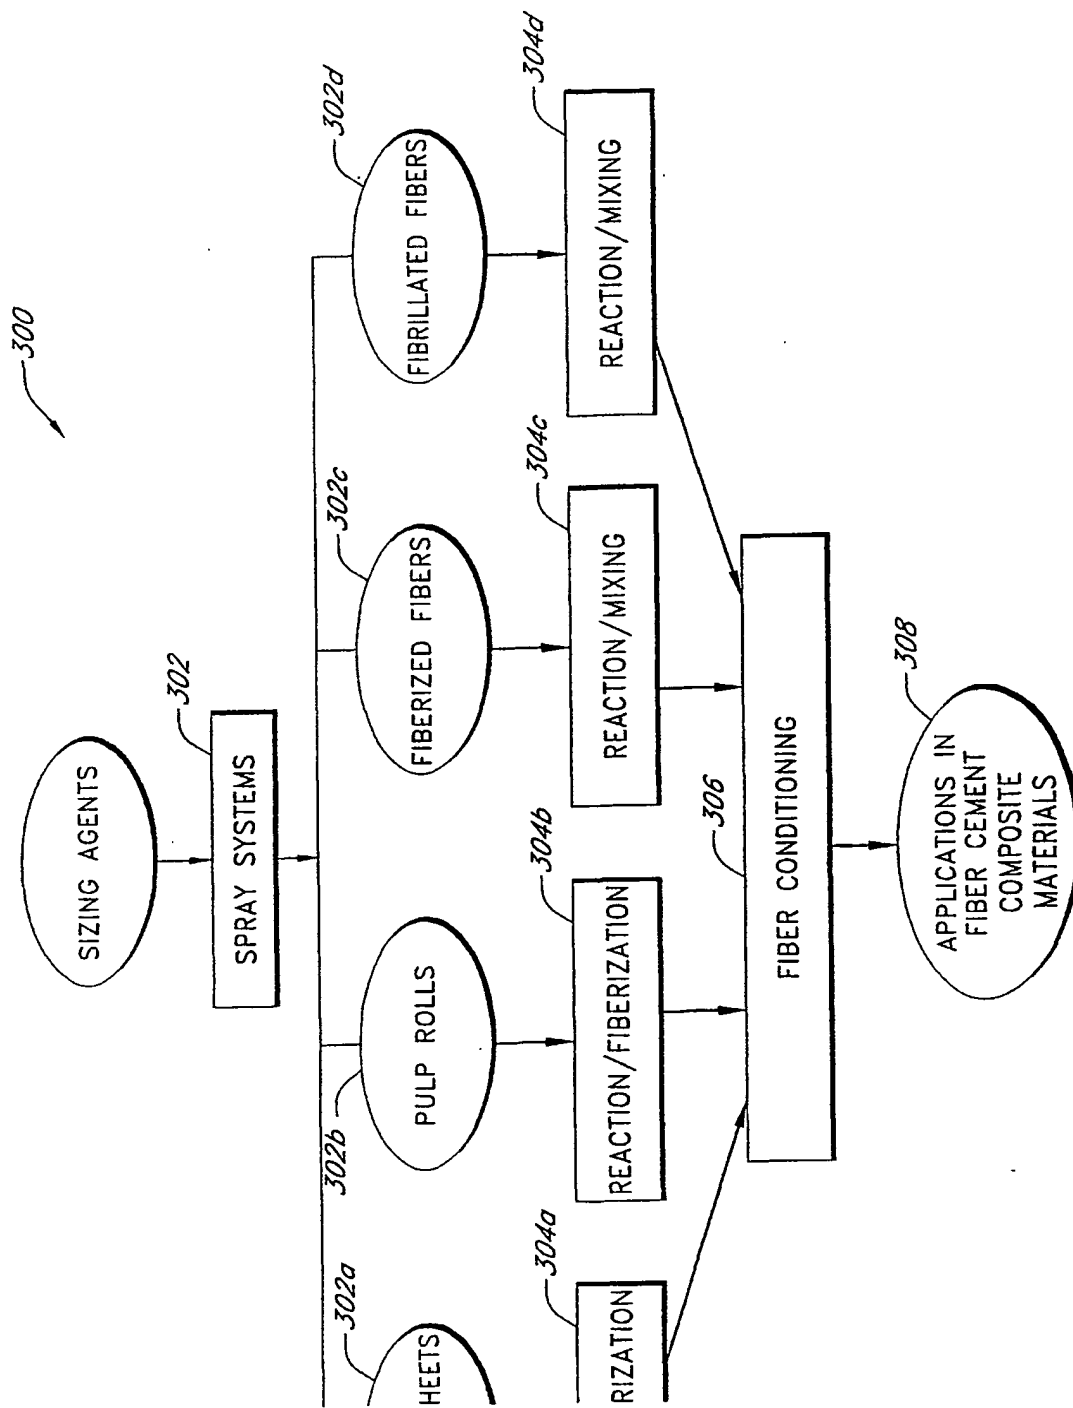 300
SIZING AGENTS
302
SPRAY SYSTEMS
302a
HEETS
302b
PULP ROLLS
302c
FIBERIZED FIBERS
302d
FIBRILLATED FIBERS
304a
RIZATION
304b
REACTION/FIBERIZATION
304c
REACTION/MIXING
304d
REACTION/MIXING
306
FIBER CONDITIONING
308
APPLICATIONS IN
FIBER CEMENT
COMPOSITE
MATERIALS